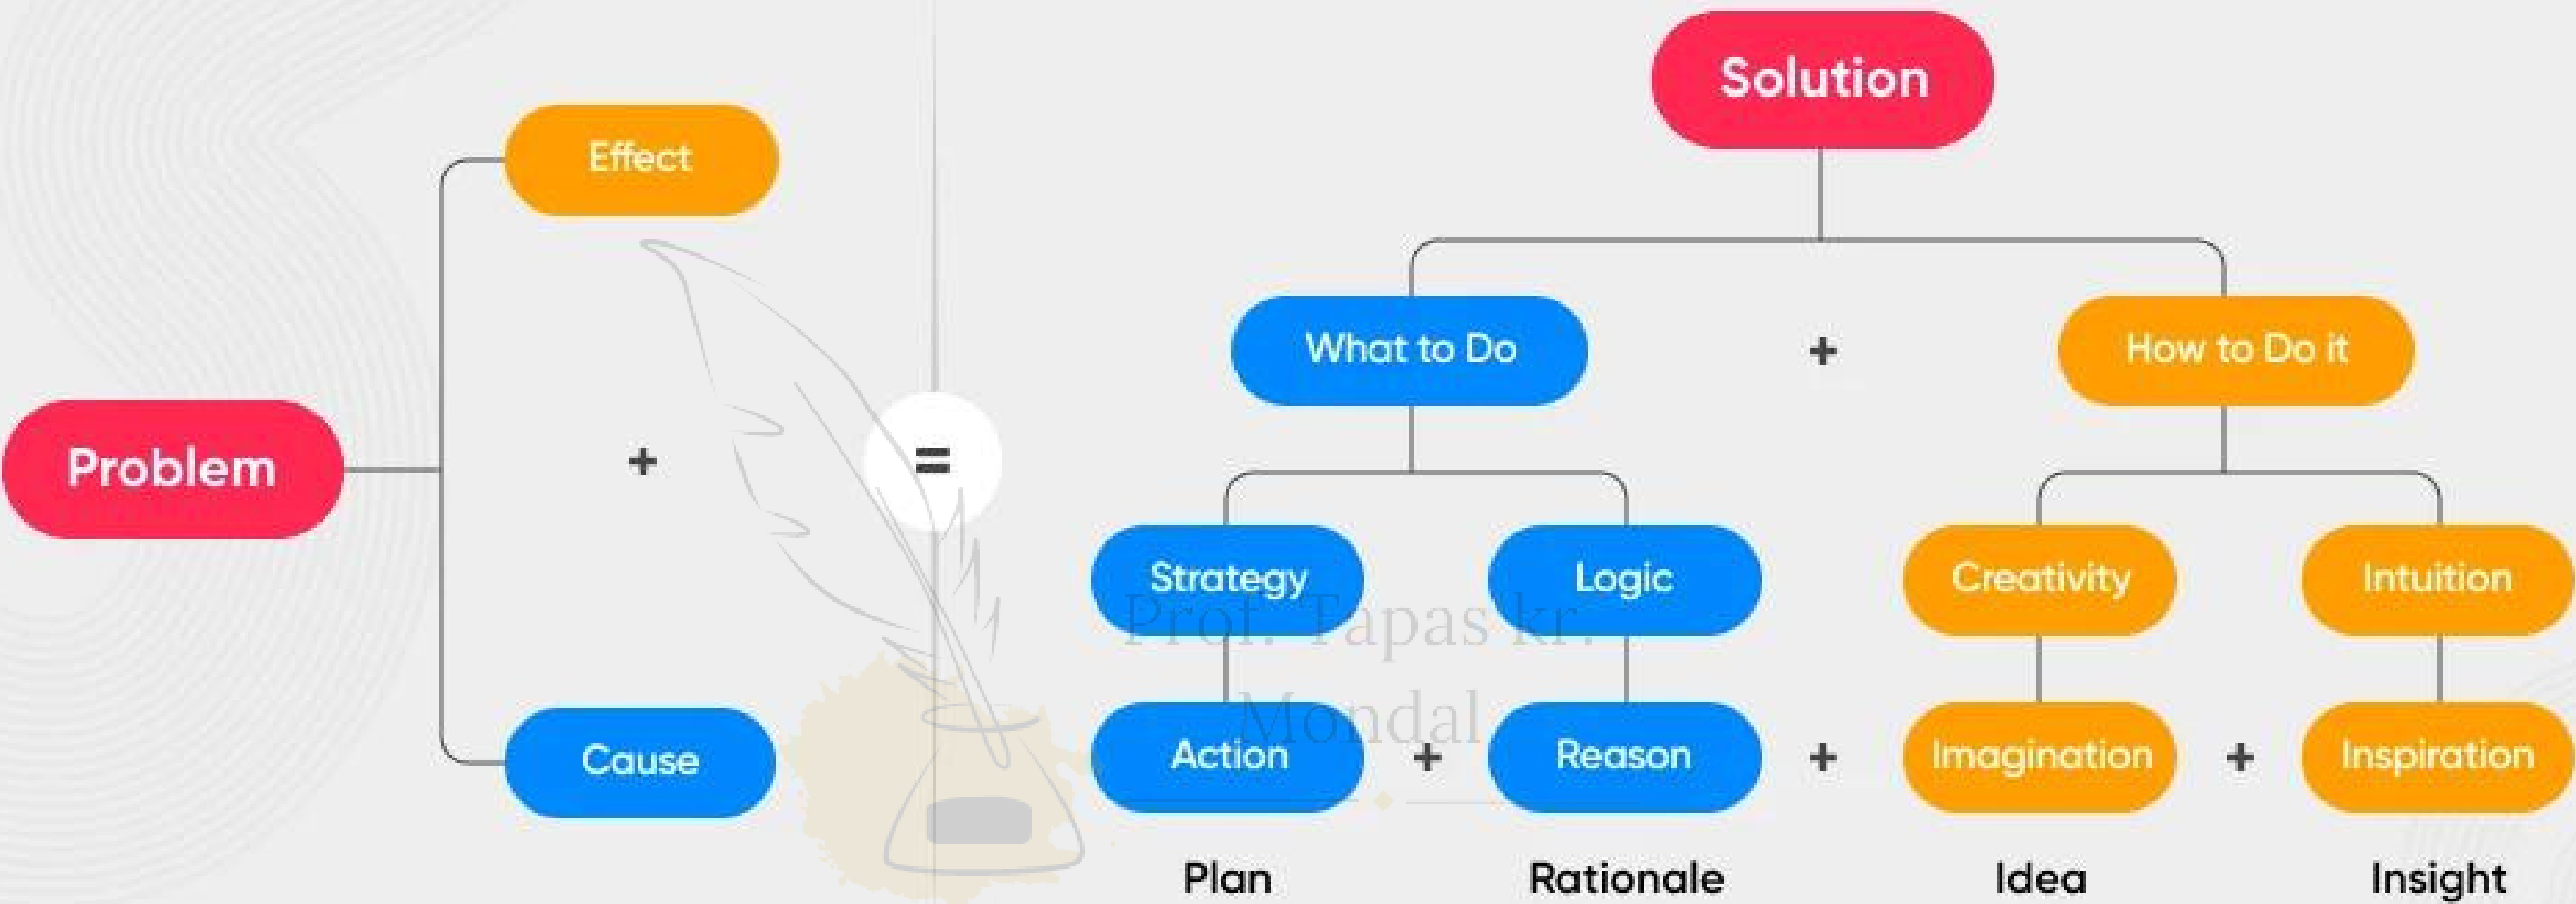 Solution
Effect
What to Do
+
How to Do it
Problem
+
=
Strategy
Logic
Creativity
Intuition
Prof. Tapas kr.
Mondal
Cause
Action
+
Reason
+
Imagination
+
Inspiration
Plan
Rationale
Idea
Insight